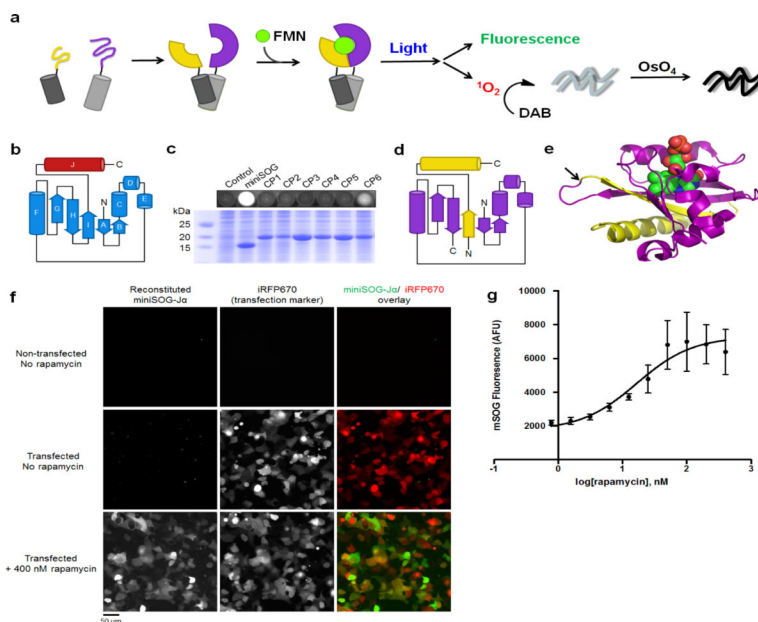 a
FMN
Light
Fluorescence
¹O₂
DAB
OsO₄
b
J
C
F
G
H
I
N
A
B
C
D
E
c
Control
miniSOG
CP1
CP2
CP3
CP4
CP5
CP6
kDa
25
20
15
d
C
N
e
N
f
Reconstituted
miniSOG-Jα
iRFP670
(transfection marker)
miniSOG-Jα/ iRFP670
overlay
Non-transfected
No rapamycin
Transfected
No rapamycin
Transfected
+ 400 nM rapamycin
50 µm
g
mSOG Fluoresence (AFU)
10000
8000
6000
4000
2000
-1
0
1
2
3
log[rapamycin], nM